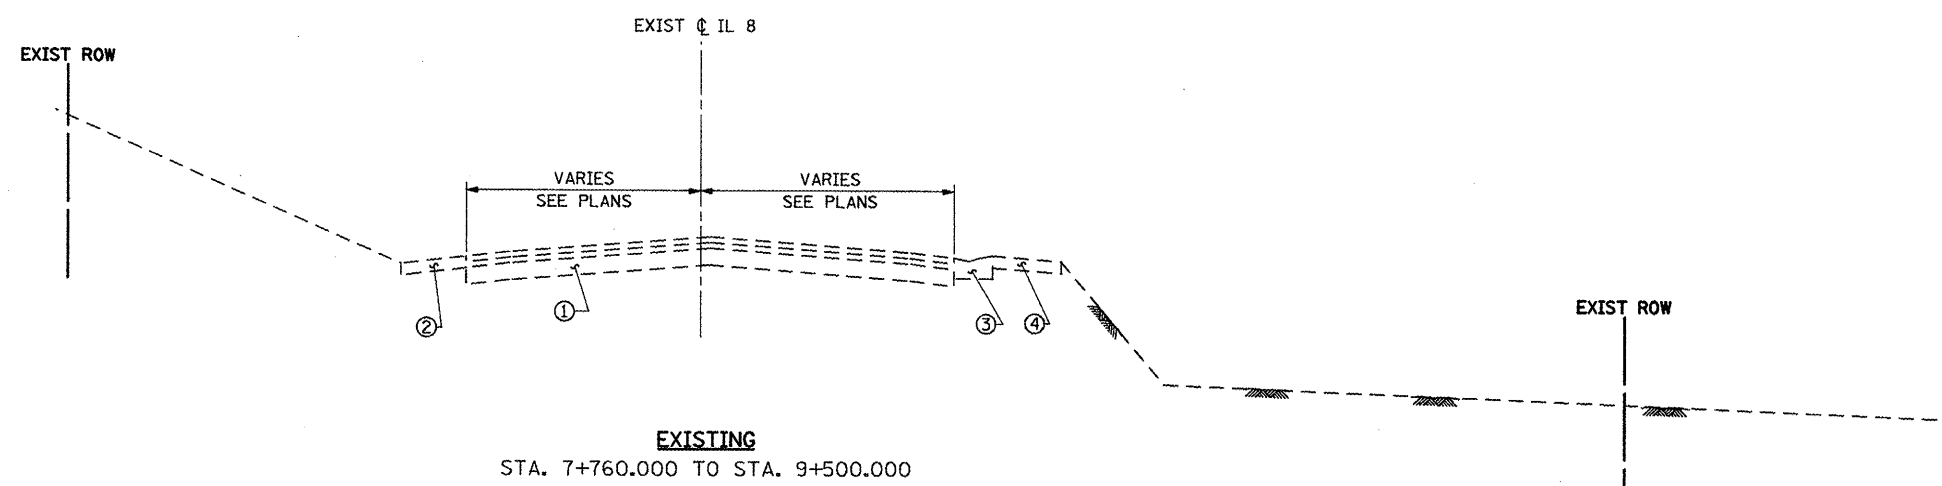 EXIST ℄ IL 8
EXIST ROW
VARIES
SEE PLANS
VARIES
SEE PLANS
②
①
③
④
EXIST ROW
EXISTING
STA. 7+760.000 TO STA. 9+500.000